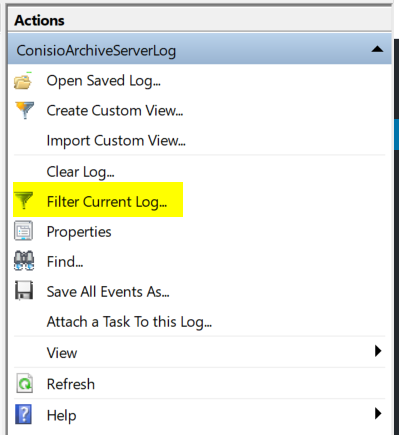 Actions
ConisioArchiveServerLog
Open Saved Log...
Create Custom View...
Import Custom View...
Clear Log...
Filter Current Log...
Properties
Find...
Save All Events As...
Attach a Task To this Log...
View
Refresh
Help